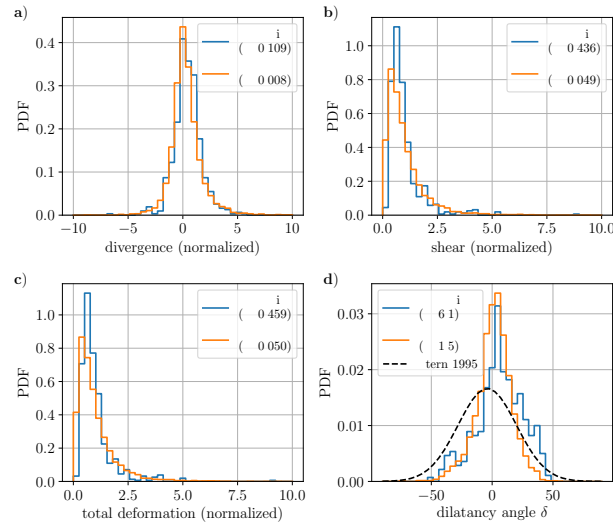 a)
i
( 0 109)
( 0 008)
0.4
0.3
0.2
0.1
0.0
PDF
−10 −5 0 5 10
divergence (normalized)
b)
i
( 0 436)
( 0 049)
1.0
0.8
0.6
0.4
0.2
0.0
PDF
0.0 2.5 5.0 7.5 10.0
shear (normalized)
c)
i
( 0 459)
( 0 050)
1.0
0.8
0.6
0.4
0.2
0.0
PDF
0.0 2.5 5.0 7.5 10.0
total deformation (normalized)
d)
i
( 6 1)
( 1 5)
tern 1995
0.03
0.02
0.01
0.00
PDF
−50 0 50
dilatancy angle δ